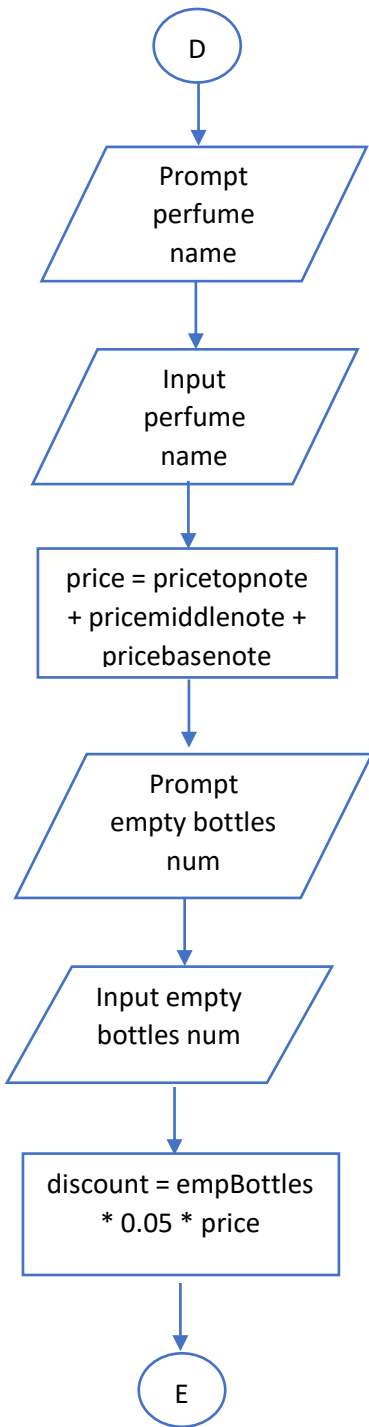 D
Prompt
perfume
name
Input
perfume
name
price = pricetopnote
+ pricemiddlenote +
pricebasenote
Prompt
empty bottles
num
Input empty
bottles num
discount = empBottles
* 0.05 * price
E